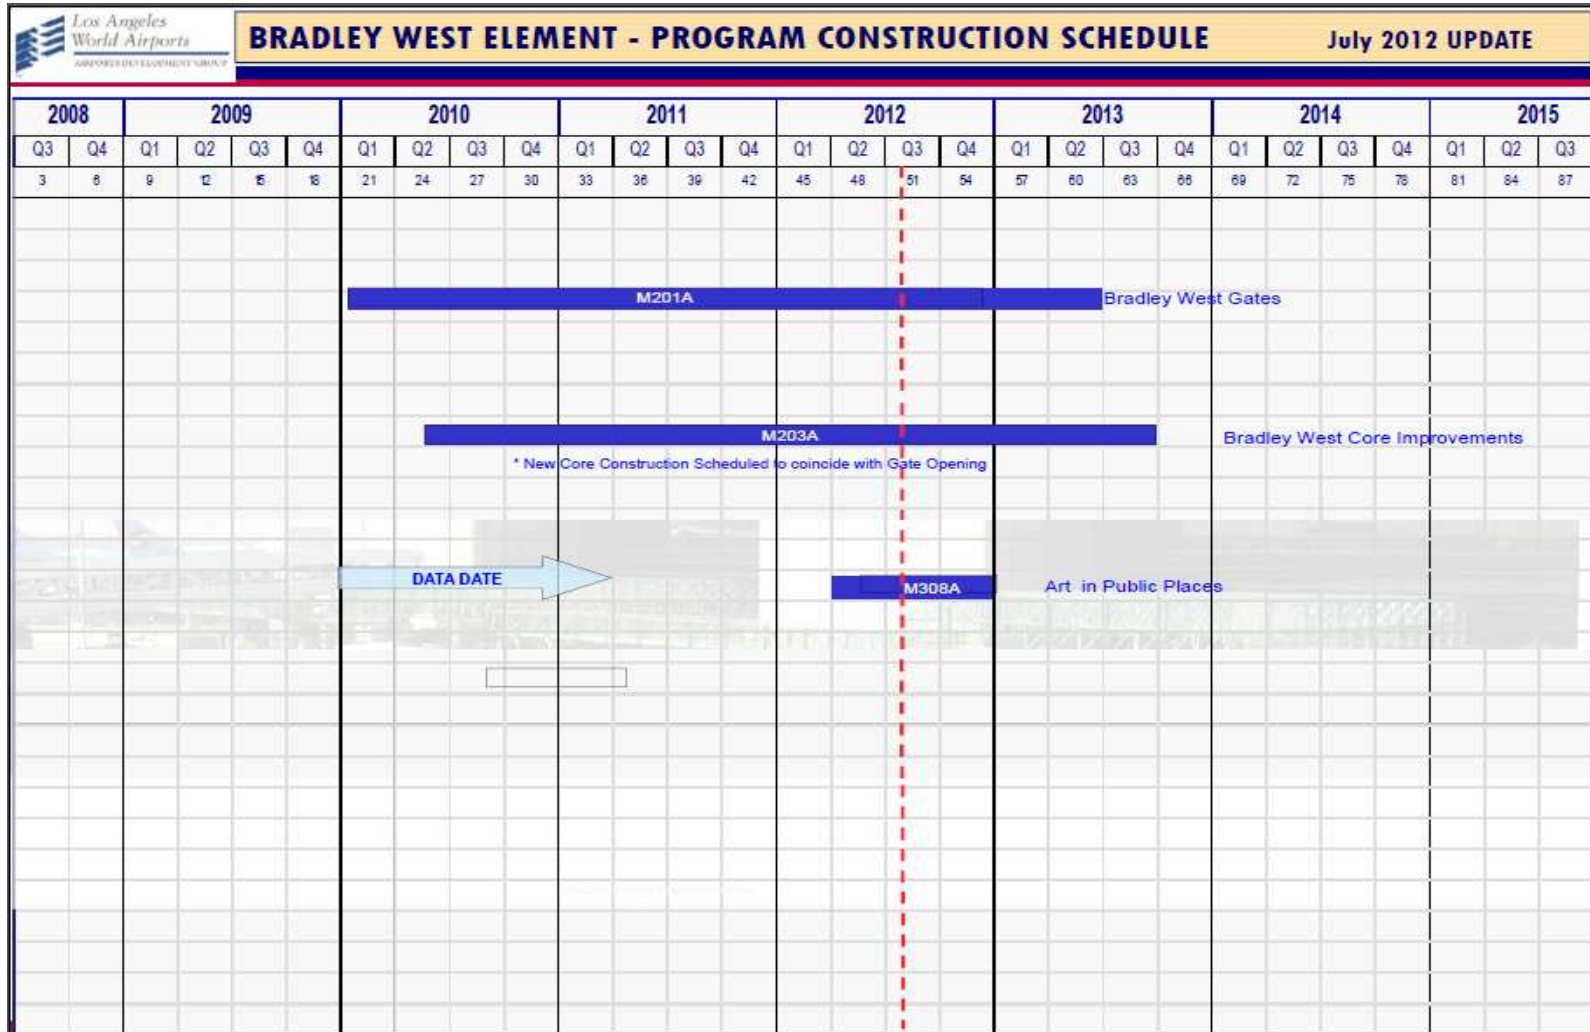 Los Angeles
World Airports
AIRPORTS DEVELOPMENT GROUP
BRADLEY WEST ELEMENT - PROGRAM CONSTRUCTION SCHEDULE
July 2012 UPDATE
2008 2009 2010 2011 2012 2013 2014 2015
Q3 Q4 Q1 Q2 Q3 Q4 Q1 Q2 Q3 Q4 Q1 Q2 Q3 Q4 Q1 Q2 Q3 Q4 Q1 Q2 Q3 Q4 Q1 Q2 Q3 Q4 Q1 Q2 Q3
3 6 9 12 15 18 21 24 27 30 33 36 39 42 45 48 51 54 57 60 63 66 69 72 75 78 81 84 87
M201A Bradley West Gates
M203A Bradley West Core Improvements
* New Core Construction Scheduled to coincide with Gate Opening
DATA DATE
M308A Art in Public Places